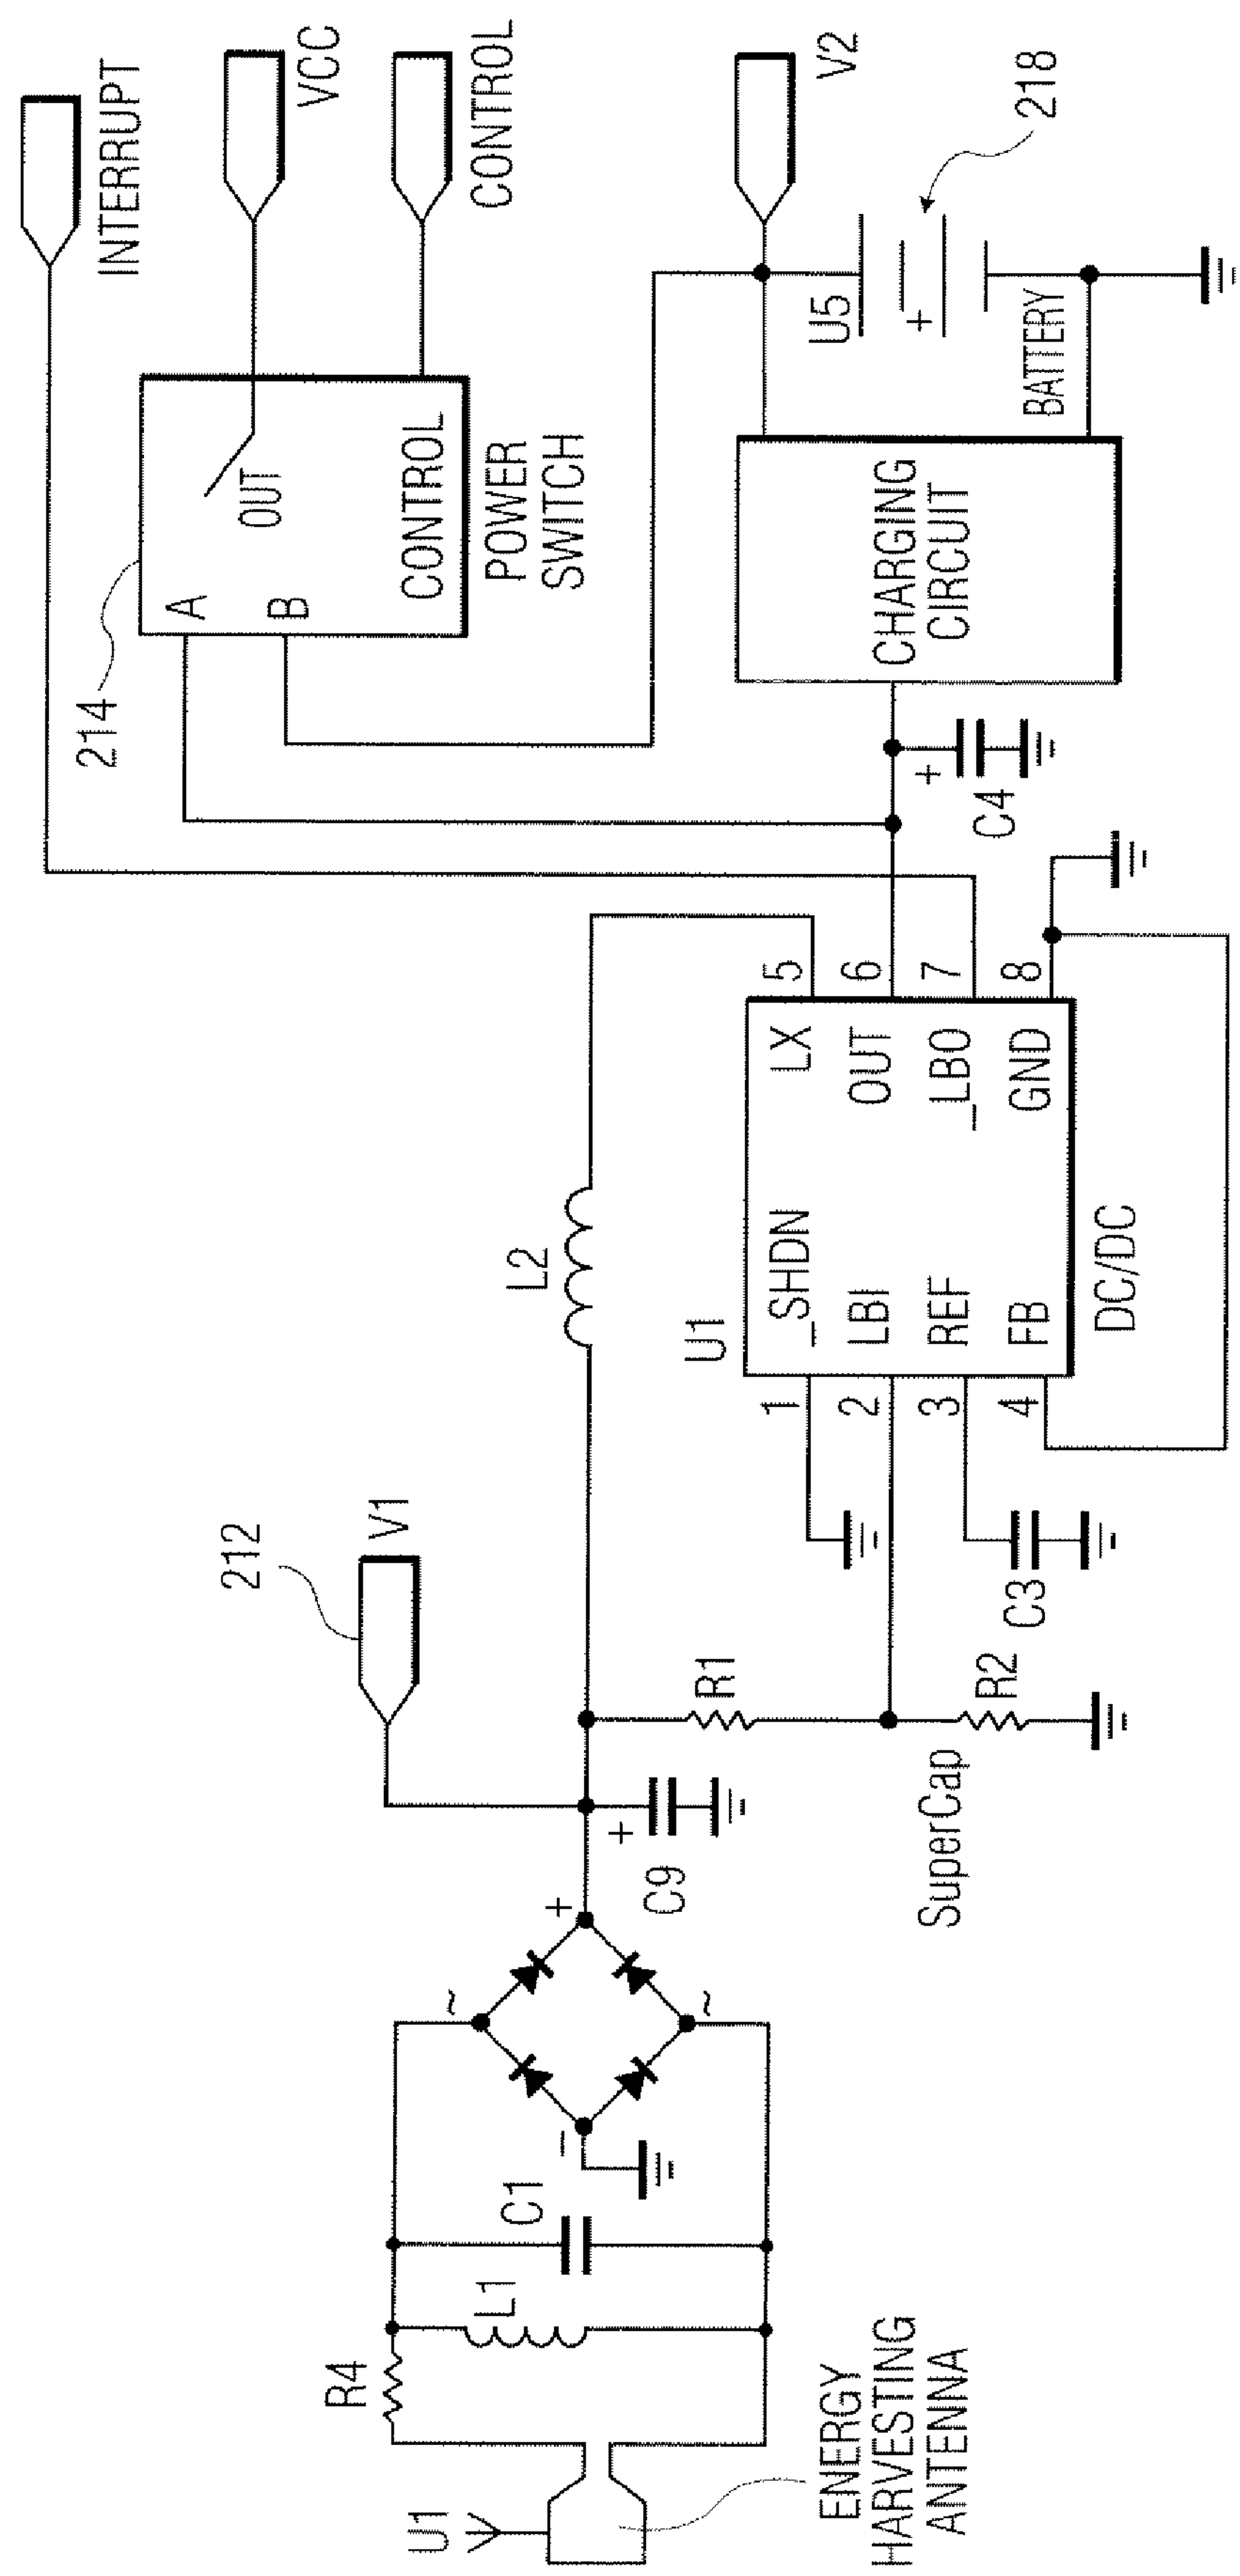 U1
ENERGY
HARVESTING
ANTENNA
R4
L1
C1
~
~
+
-
+
C9
SuperCap
212
V1
R1
R2
L2
U1
1
2
3
4
_SHDN
LBI
REF
FB
LX
OUT
_LBO
GND
5
6
7
8
DC/DC
C3
+
C4
CHARGING
CIRCUIT
214
A
B
OUT
CONTROL
POWER
SWITCH
INTERRUPT
VCC
CONTROL
V2
U5
+
BATTERY
218